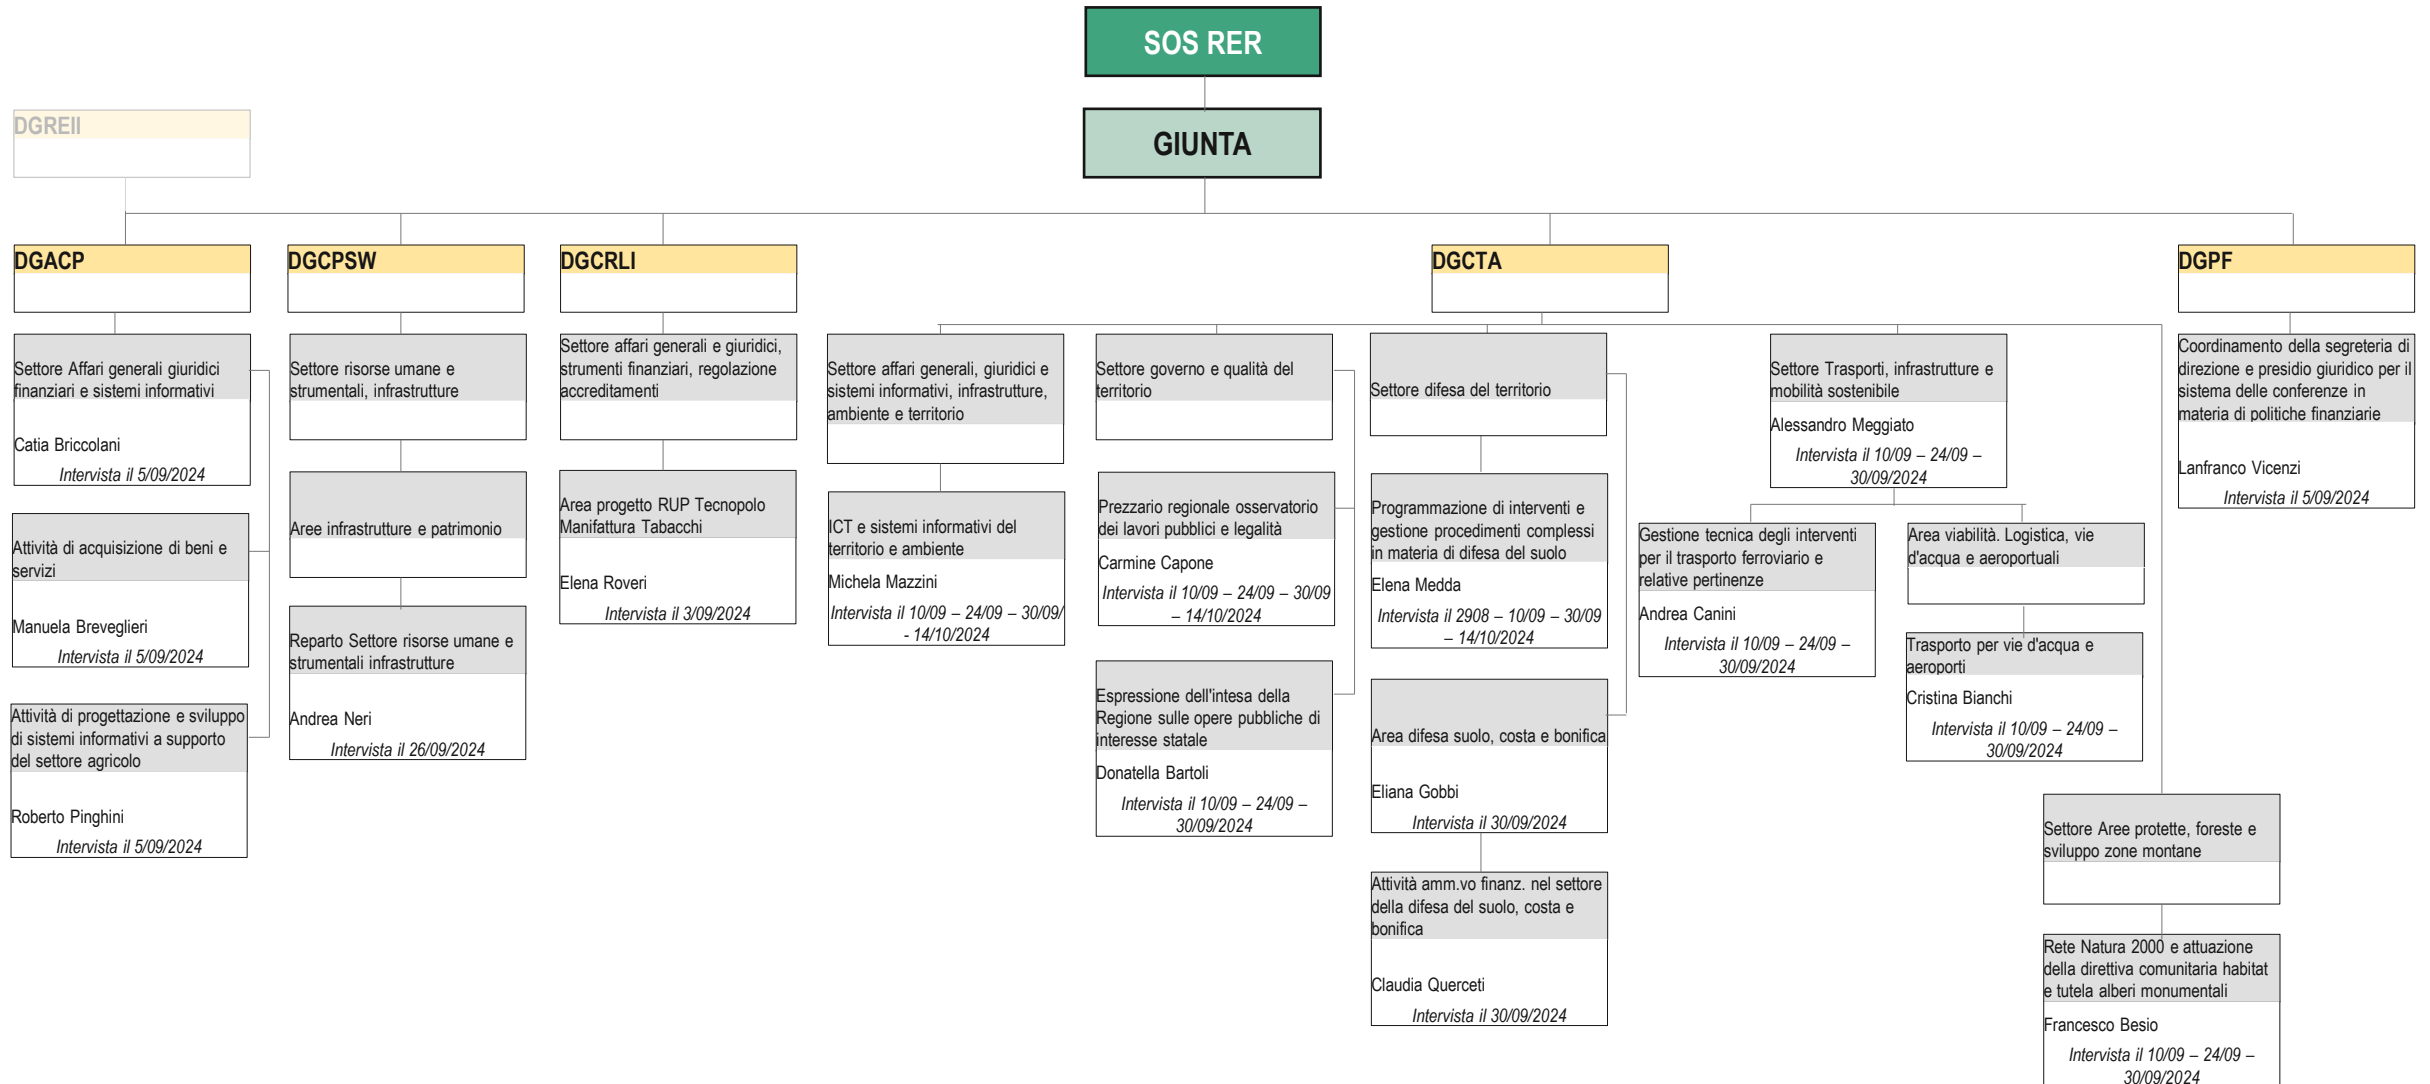 SOS RER
GIUNTA
DGREII
DGACP
DGCPSW
DGCRLI
DGCTA
DGPF
Settore Affari generali giuridici
finanziari e sistemi informativi
Catia Briccolani
Intervista il 5/09/2024
Attività di acquisizione di beni e
servizi
Manuela Breveglieri
Intervista il 5/09/2024
Attività di progettazione e sviluppo
di sistemi informativi a supporto
del settore agricolo
Roberto Pinghini
Intervista il 5/09/2024
Settore risorse umane e
strumentali, infrastrutture
Aree infrastrutture e patrimonio
Reparto Settore risorse umane e
strumentali infrastrutture
Andrea Neri
Intervista il 26/09/2024
Settore affari generali e giuridici,
strumenti finanziari, regolazione
accreditamenti
Area progetto RUP Tecnopolo
Manifattura Tabacchi
Elena Roveri
Intervista il 3/09/2024
Settore affari generali, giuridici e
sistemi informativi, infrastrutture,
ambiente e territorio
ICT e sistemi informativi del
territorio e ambiente
Michela Mazzini
Intervista il 10/09 – 24/09 – 30/09/
- 14/10/2024
Settore governo e qualità del
territorio
Prezzario regionale osservatorio
dei lavori pubblici e legalità
Carmine Capone
Intervista il 10/09 – 24/09 – 30/09
– 14/10/2024
Espressione dell'intesa della
Regione sulle opere pubbliche di
interesse statale
Donatella Bartoli
Intervista il 10/09 – 24/09 –
30/09/2024
Settore difesa del territorio
Programmazione di interventi e
gestione procedimenti complessi
in materia di difesa del suolo
Elena Medda
Intervista il 2908 – 10/09 – 30/09
– 14/10/2024
Area difesa suolo, costa e bonifica
Eliana Gobbi
Intervista il 30/09/2024
Attività amm.vo finanz. nel settore
della difesa del suolo, costa e
bonifica
Claudia Querceti
Intervista il 30/09/2024
Settore Trasporti, infrastrutture e
mobilità sostenibile
Alessandro Meggiato
Intervista il 10/09 – 24/09 –
30/09/2024
Gestione tecnica degli interventi
per il trasporto ferroviario e
relative pertinenze
Andrea Canini
Intervista il 10/09 – 24/09 –
30/09/2024
Area viabilità. Logistica, vie
d'acqua e aeroportuali
Trasporto per vie d'acqua e
aeroporti
Cristina Bianchi
Intervista il 10/09 – 24/09 –
30/09/2024
Settore Aree protette, foreste e
sviluppo zone montane
Rete Natura 2000 e attuazione
della direttiva comunitaria habitat
e tutela alberi monumentali
Francesco Besio
Intervista il 10/09 – 24/09 –
30/09/2024
Coordinamento della segreteria di
direzione e presidio giuridico per il
sistema delle conferenze in
materia di politiche finanziarie
Lanfranco Vicenzi
Intervista il 5/09/2024